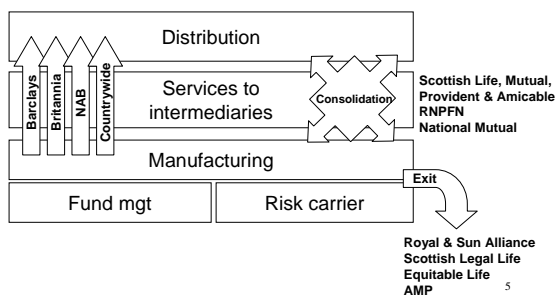 Distribution
Barclays
Britannia
NAB
Countrywide
Services to
intermediaries
Consolidation
Scottish Life, Mutual,
Provident & Amicable
RNPFN
National Mutual
Manufacturing
Exit
Fund mgt
Risk carrier
Royal & Sun Alliance
Scottish Legal Life
Equitable Life
AMP
5